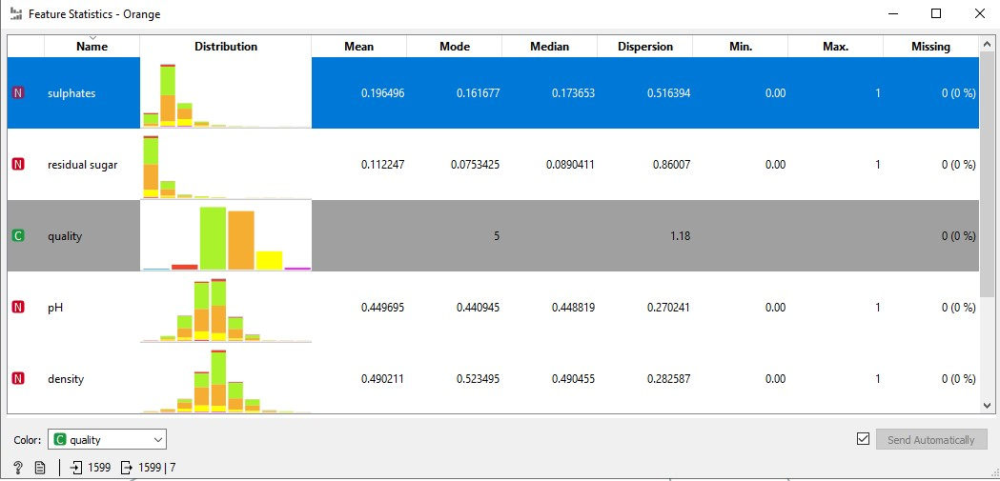 Feature Statistics - Orange
Name Distribution Mean Mode Median Dispersion Min. Max. Missing
N sulphates 0.196496 0.161677 0.173653 0.516394 0.00 1 0 (0 %)
N residual sugar 0.112247 0.0753425 0.0890411 0.86007 0.00 1 0 (0 %)
C quality 5 1.18 0 (0 %)
N pH 0.449695 0.440945 0.448819 0.270241 0.00 1 0 (0 %)
N density 0.490211 0.523495 0.490455 0.282587 0.00 1 0 (0 %)
Color: C quality Send Automatically
? 1599 1599 | 7